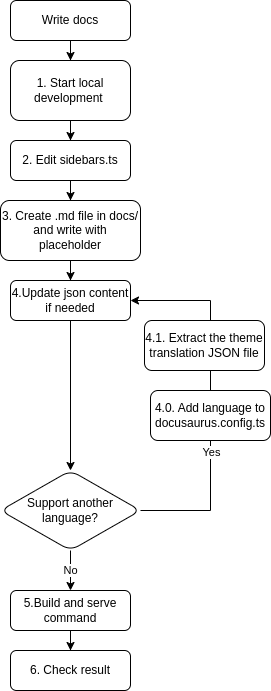 Write docs
1. Start local
development
2. Edit sidebars.ts
3. Create .md file in docs/
and write with
placeholder
4.Update json content
if needed
4.1. Extract the theme
translation JSON file
4.0. Add language to
docusaurus.config.ts
Yes
Support another
language?
No
5.Build and serve
command
6. Check result